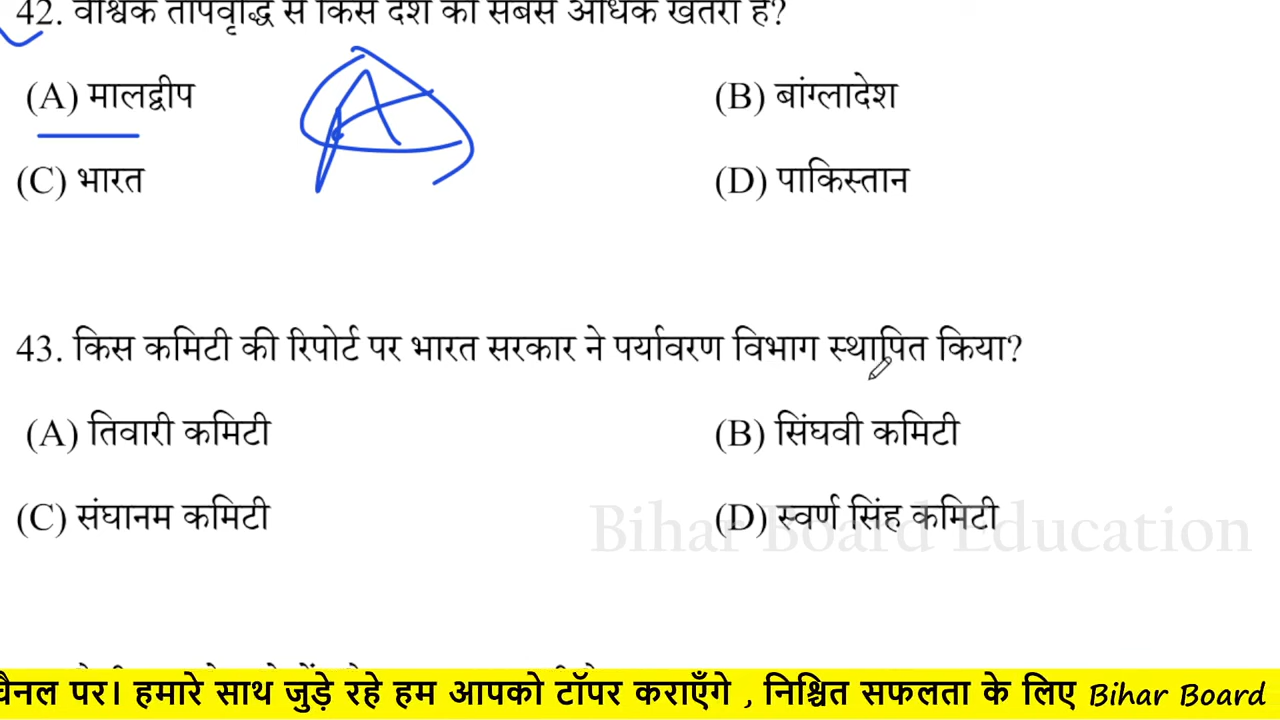 42. वैश्विक तापवृद्धि से किस देश को सबसे अधिक खतरा है?
(A) मालद्वीप
A
(B) बांग्लादेश
(C) भारत
(D) पाकिस्तान
43. किस कमिटी की रिपोर्ट पर भारत सरकार ने पर्यावरण विभाग स्थापित किया?
(A) तिवारी कमिटी
(B) सिंघवी कमिटी
(C) संघानम कमिटी
(D) स्वर्ण सिंह कमिटी
Bihar Board Education
चैनल पर। हमारे साथ जुड़े रहे हम आपको टॉपर कराएँगे , निश्चित सफलता के लिए Bihar Board